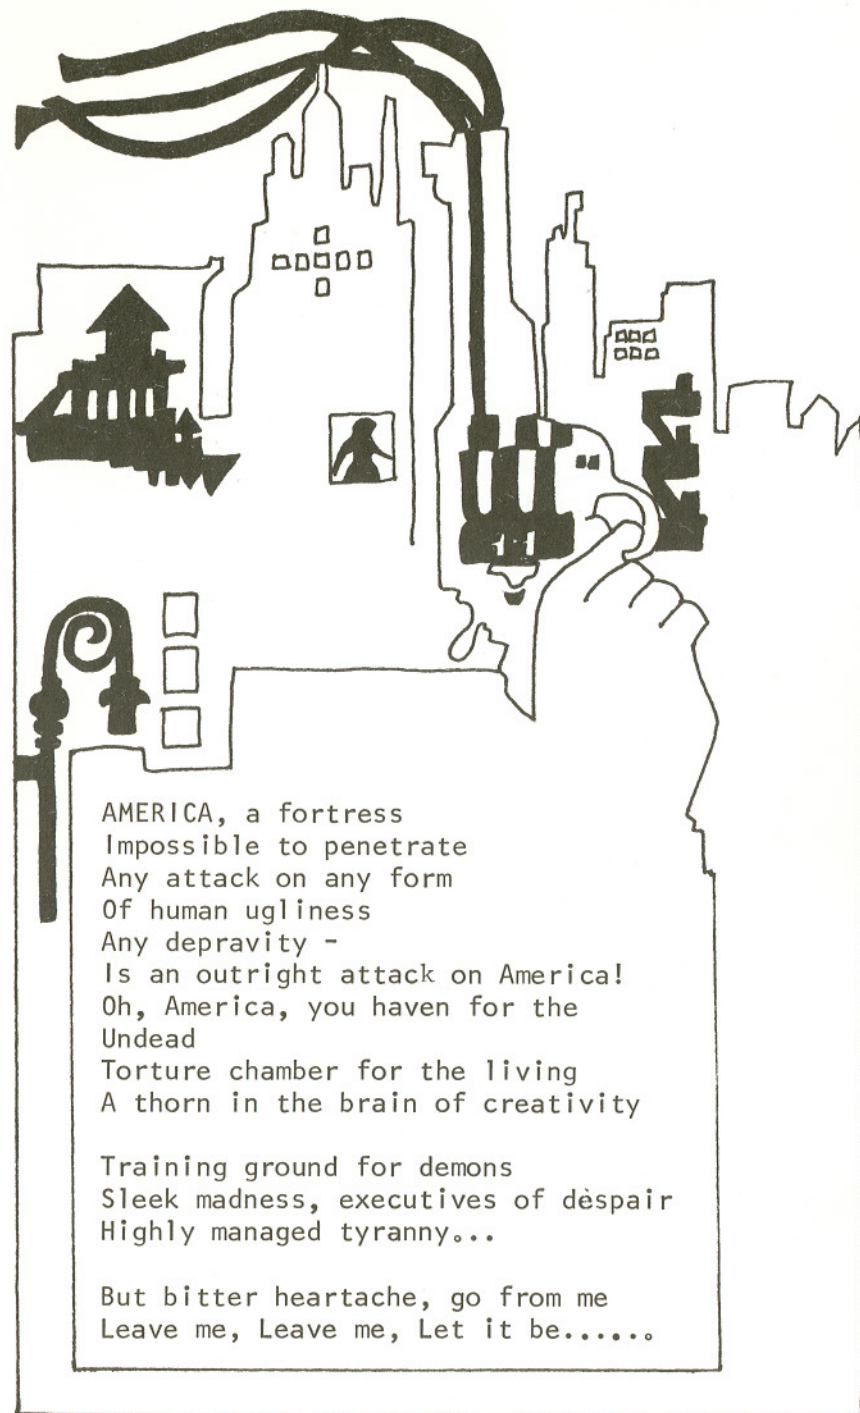 AMERICA, a fortress
Impossible to penetrate
Any attack on any form
Of human ugliness
Any depravity -
Is an outright attack on America!
Oh, America, you haven for the
Undead
Torture chamber for the living
A thorn in the brain of creativity

Training ground for demons
Sleek madness, executives of dèspair
Highly managed tyranny...

But bitter heartache, go from me
Leave me, Leave me, Let it be......